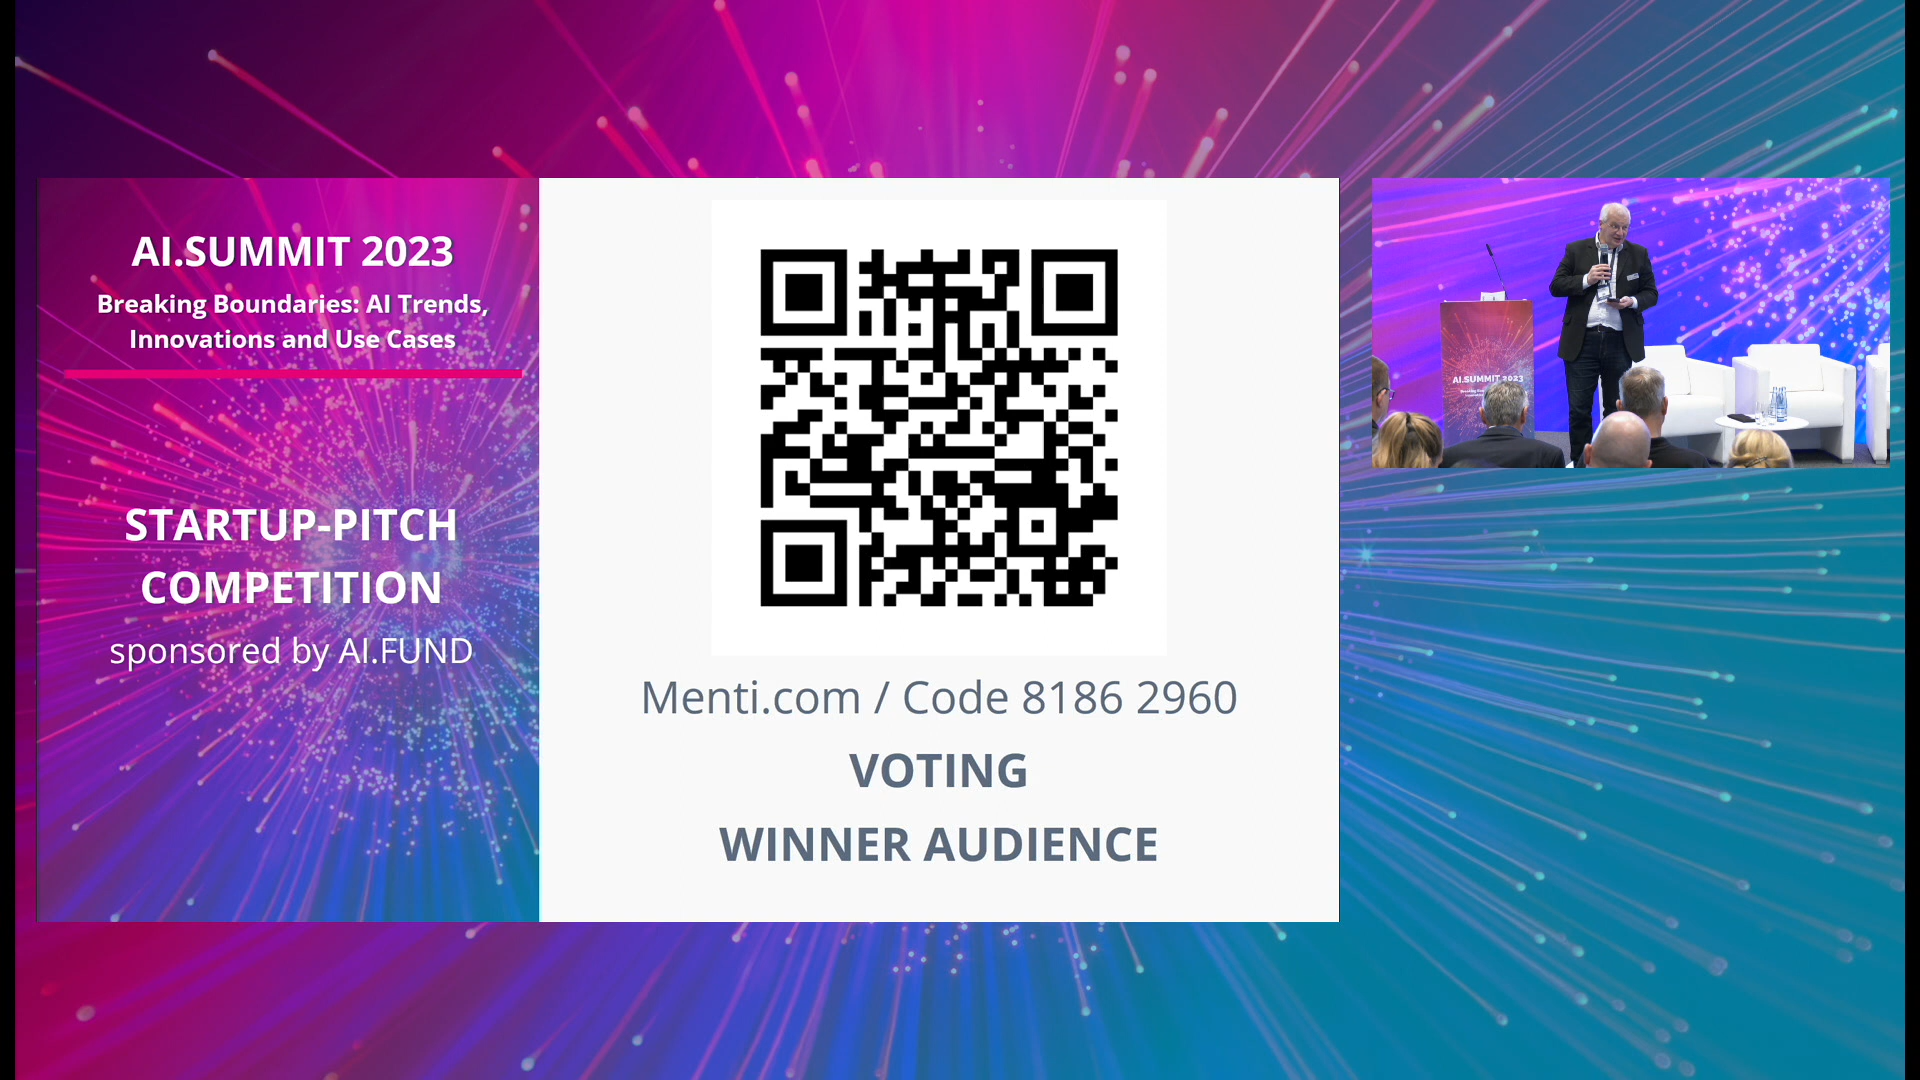 AI.SUMMIT 2023
Breaking Boundaries: AI Trends,
Innovations and Use Cases
STARTUP-PITCH
COMPETITION
sponsored by AI.FUND
Menti.com / Code 8186 2960
VOTING
WINNER AUDIENCE
AI.SUMMIT 2023